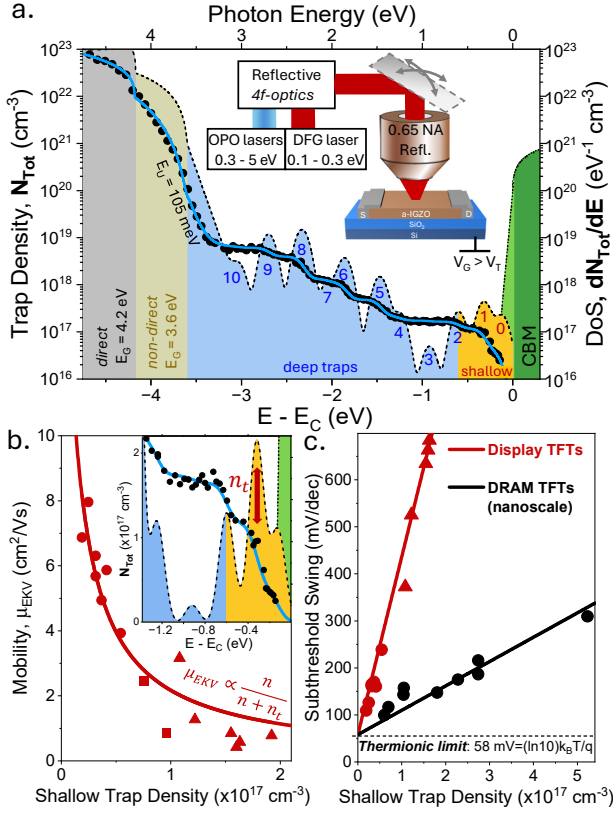 a.
Photon Energy (eV)
4 3 2 1 0
10²³
10²²
10²¹
10²⁰
10¹⁹
10¹⁸
10¹⁷
10¹⁶
Trap Density, N_Tot (cm⁻³)
Reflective
4f-optics
OPO lasers
0.3 - 5 eV
DFG laser
0.1 - 0.3 eV
0.65 NA
Refl.
S
a-IGZO
D
SiO₂
Si
V_G > V_T
E_U = 105 meV
direct
E_G = 4.2 eV
non-direct
E_G = 3.6 eV
10 9 8 7 6 5 4 3 2 1 0
deep traps
shallow
CBM
10²³
10²²
10²¹
10²⁰
10¹⁹
10¹⁸
10¹⁷
10¹⁶
DoS, dN_Tot/dE (eV⁻¹ cm⁻³)
−4 −3 −2 −1 0
E - E_C (eV)
b.
10
8
6
4
2
0
Mobility, μ_EKV (cm²/Vs)
2
1
0
N_Tot (x10¹⁷ cm⁻³)
n_t
−1.2 −0.8 −0.4
E - E_C (eV)
μ_EKV ∝ n / n + n_t
0 1 2
Shallow Trap Density (x10¹⁷ cm⁻³)
c.
600
500
400
300
200
100
0
Subthreshold Swing (mV/dec)
Display TFTs
DRAM TFTs
(nanoscale)
Thermionic limit: 58 mV=(ln10)k_BT/q
0 1 2 3 4 5
Shallow Trap Density (x10¹⁷ cm⁻³)